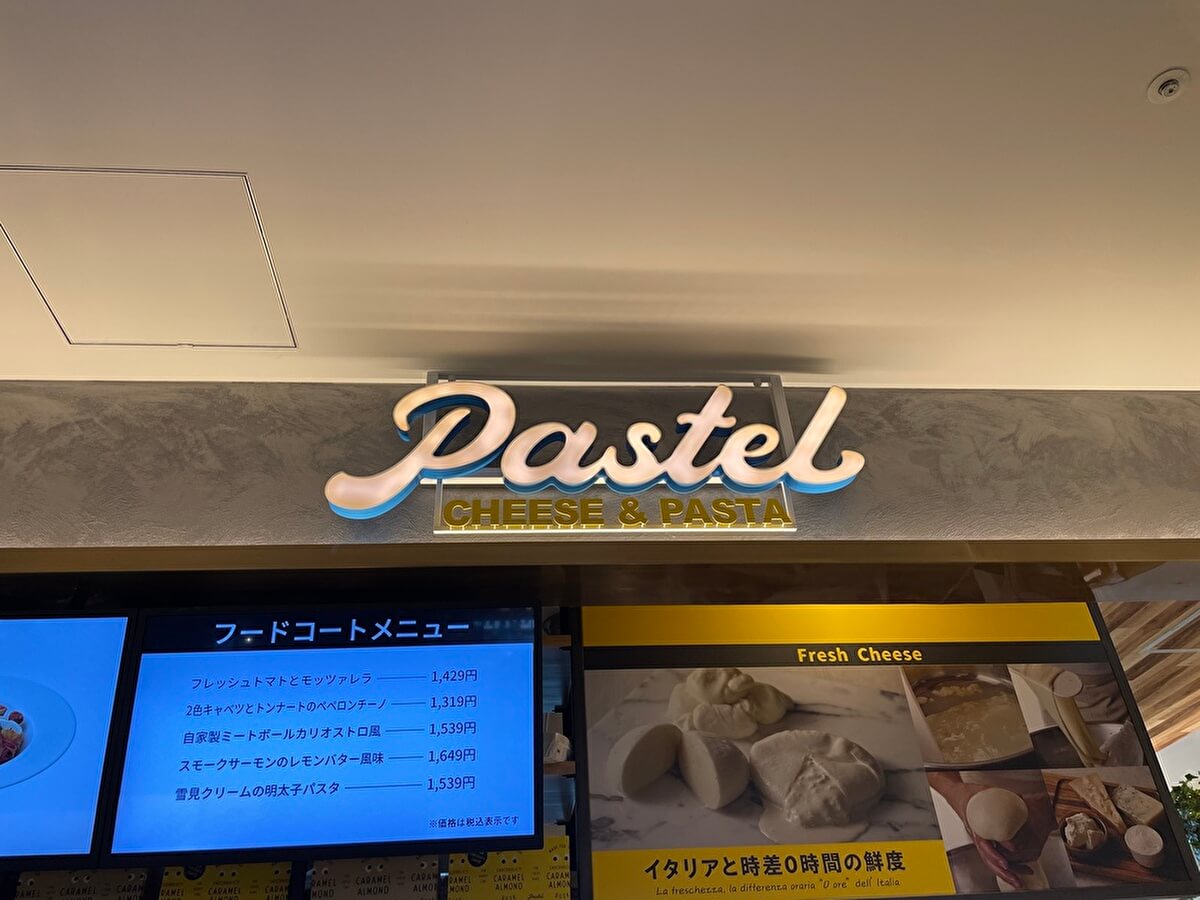 Pastel
CHEESE & PASTA
フードコートメニュー
フレッシュトマトとモッツァレラ 1,429円
2色キャベツとトンナートのペペロンチーノ 1,319円
自家製ミートボールカリオストロ風 1,539円
スモークサーモンのレモンバター風味 1,649円
雪見クリームの明太子パスタ 1,539円
※価格は税込表示です
Fresh Cheese
イタリアと時差0時間の鮮度
La freschezza, la differenza oraria "0 ore" dell' Italia
CARAMEL ALMOND
CARAMEL ALMOND
CARAMEL
ALMOND
CARAMEL
ALMOND